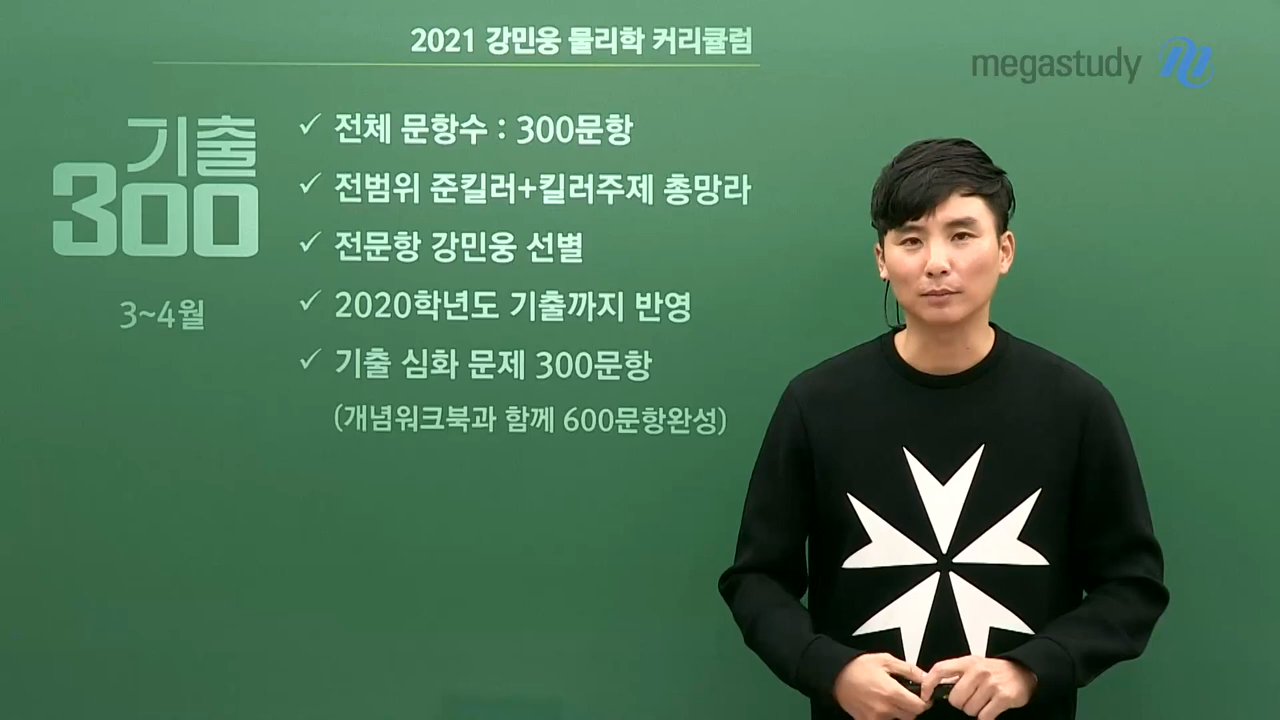 2021 강민웅 물리학 커리큘럼
megastudy
기출
300
3~4월
✓ 전체 문항수 : 300문항
✓ 전범위 준킬러+킬러주제 총망라
✓ 전문항 강민웅 선별
✓ 2020학년도 기출까지 반영
✓ 기출 심화 문제 300문항
(개념워크북과 함께 600문항완성)